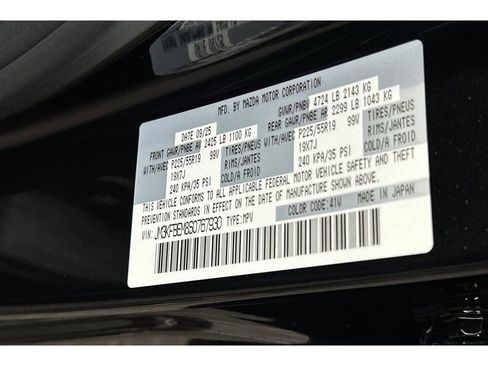 MFD. BY MAZDA MOTOR CORPORATION
DATE 09/25 GVWR/PNBV 4724 LB 2143 KG
FRONT GAWR/PNBE AV 2425 LB 1100 KG REAR GAWR/PNBE AR 2299 LB 1043 KG
WITH/AVEC P225/55R19 99V TIRES/PNEUS WITH/AVEC P225/55R19 99V TIRES/PNEUS
19X7J RIMS/JANTES 19X7J RIMS/JANTES
240 KPA/35 PSI COLD/A FROID 240 KPA/35 PSI COLD/A FROID
THIS VEHICLE CONFORMS TO ALL APPLICABLE FEDERAL MOTOR VEHICLE SAFETY AND THEFT
PREVENTION STANDARDS IN EFFECT ON THE DATE OF MANUFACTURE SHOWN ABOVE.
VIN: JM3KFBEM8S0767930 TYPE:MPV COLOR CODE:41W MADE IN JAPAN